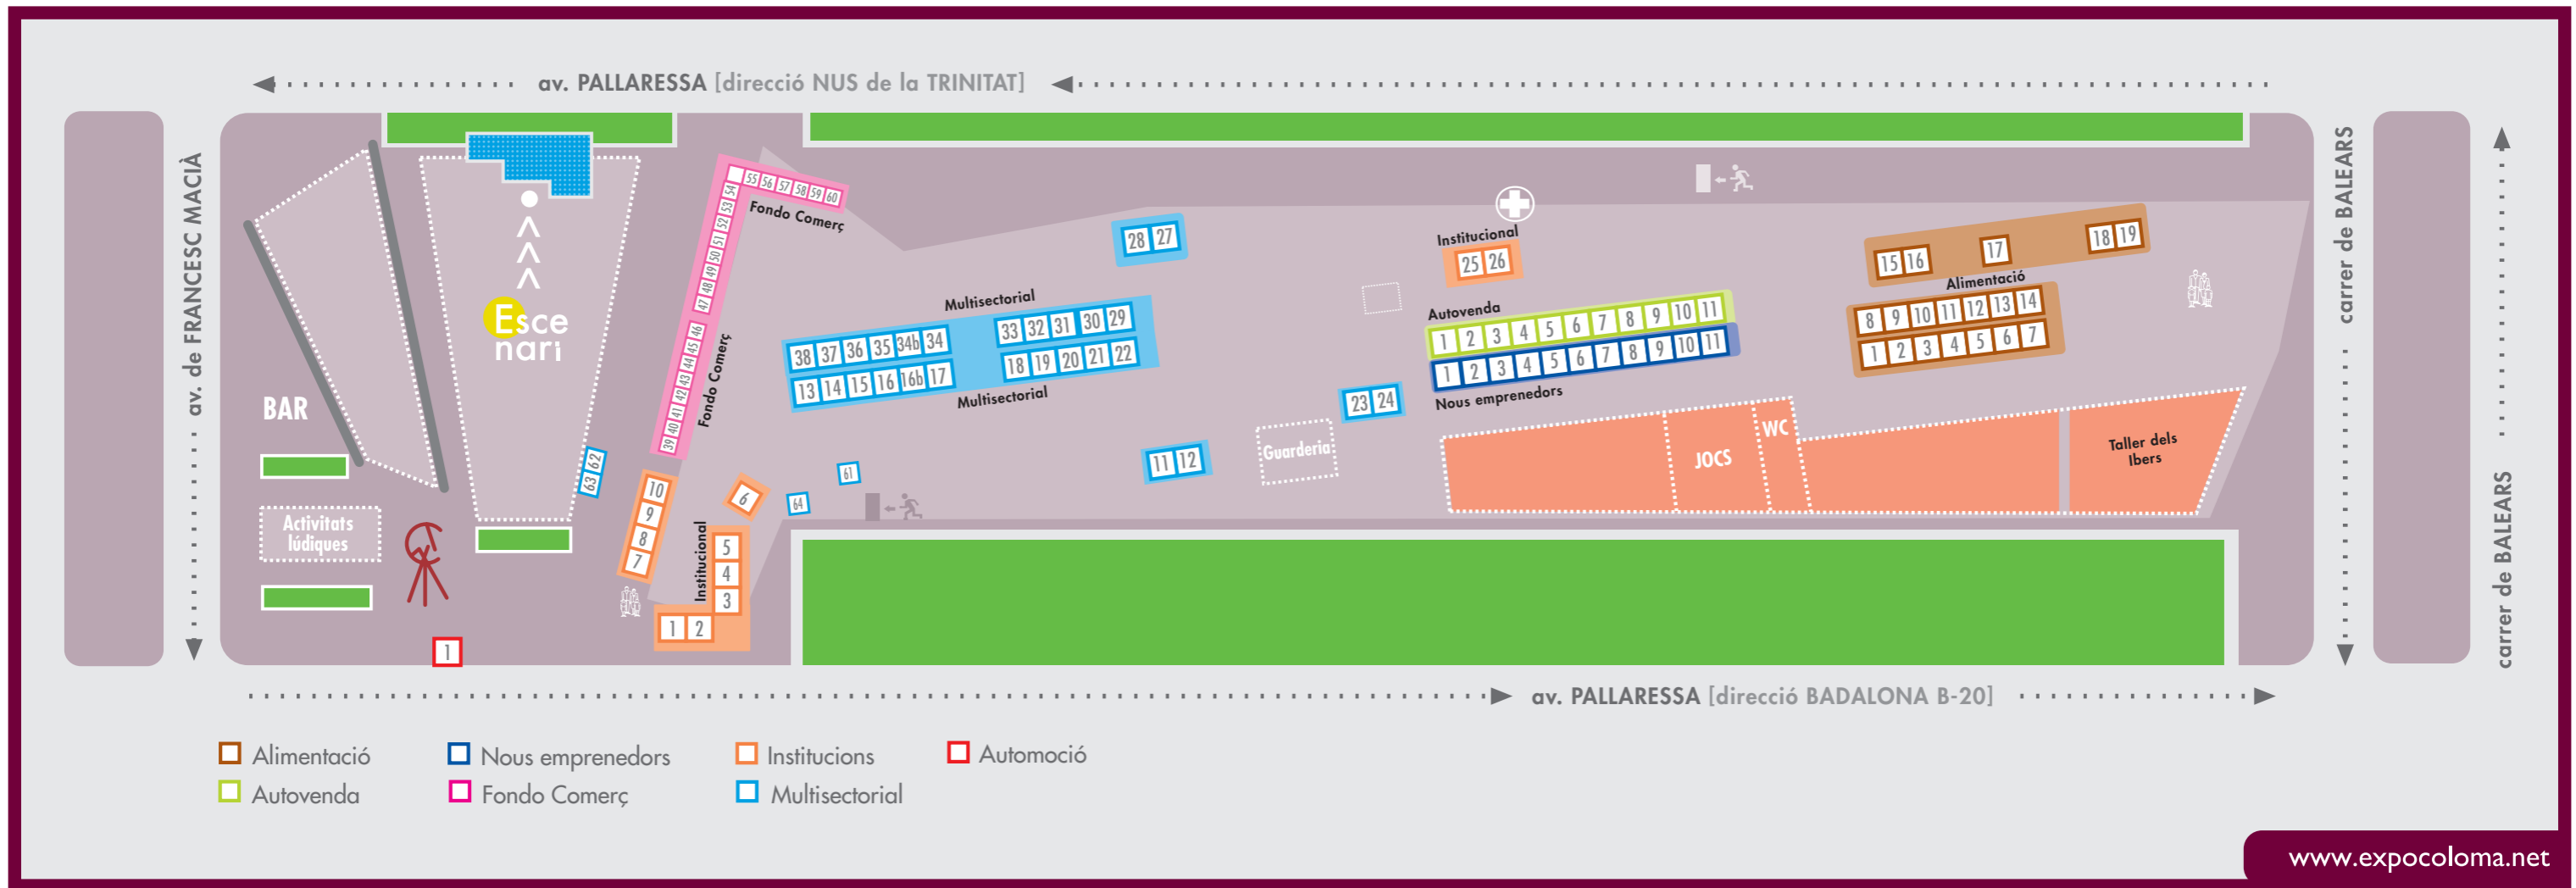 av. PALLARESSA [direcció NUS de la TRINITAT]
av. de FRANCESC MACIÀ
carrer de BALEARS
carrer de BALEARS
Escenari
BAR
Activitats
lúdiques
1
54 55 56 57 58 59 60
Fondo Comerç
53
52
51
50
49
48
47
46
45
44
43
42
41
40
39
Fondo Comerç
63 62
10
9
8
7
6
Institucional
5
4
3
1 2
64
61
Multisectorial
38 37 36 35 34b 34
33 32 31 30 29
13 14 15 16 16b 17
18 19 20 21 22
Multisectorial
28 27
11 12
23 24
Guarderia
Institucional
25 26
Autovenda
1 2 3 4 5 6 7 8 9 10 11
1 2 3 4 5 6 7 8 9 10 11
Nous emprenedors
15 16 17 18 19
Alimentació
8 9 10 11 12 13 14
1 2 3 4 5 6 7
JOCS
WC
Taller dels
Ibers
av. PALLARESSA [direcció BADALONA B-20]
Alimentació
Nous emprenedors
Institucions
Automoció
Autovenda
Fondo Comerç
Multisectorial
www.expocoloma.net